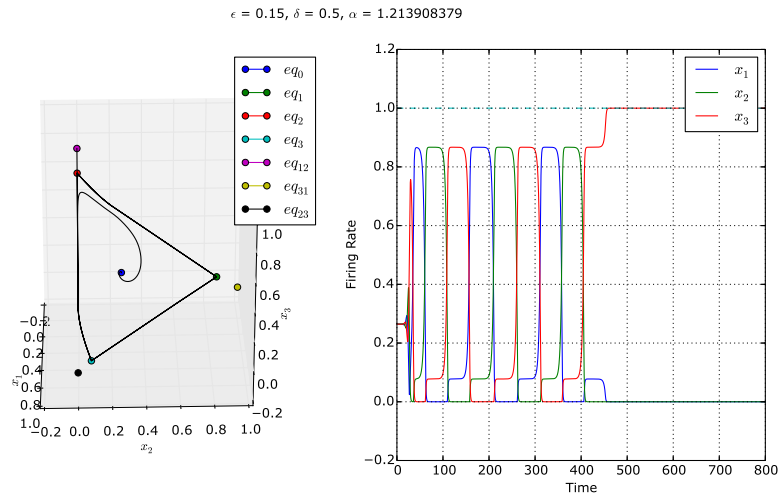 ϵ = 0.15, δ = 0.5, α = 1.213908379
eq₀
eq₁
eq₂
eq₃
eq₁₂
eq₃₁
eq₂₃
1.0
0.8
0.6
0.4
0.2
0.0
−0.2
x₃
−0.2
0.0
0.2
0.4
0.6
0.8
1.0
x₁
−0.2 0.0 0.2 0.4 0.6 0.8 1.0
x₂
1.2
1.0
0.8
0.6
0.4
0.2
0.0
−0.2
Firing Rate
x₁
x₂
x₃
0 100 200 300 400 500 600 700 800
Time